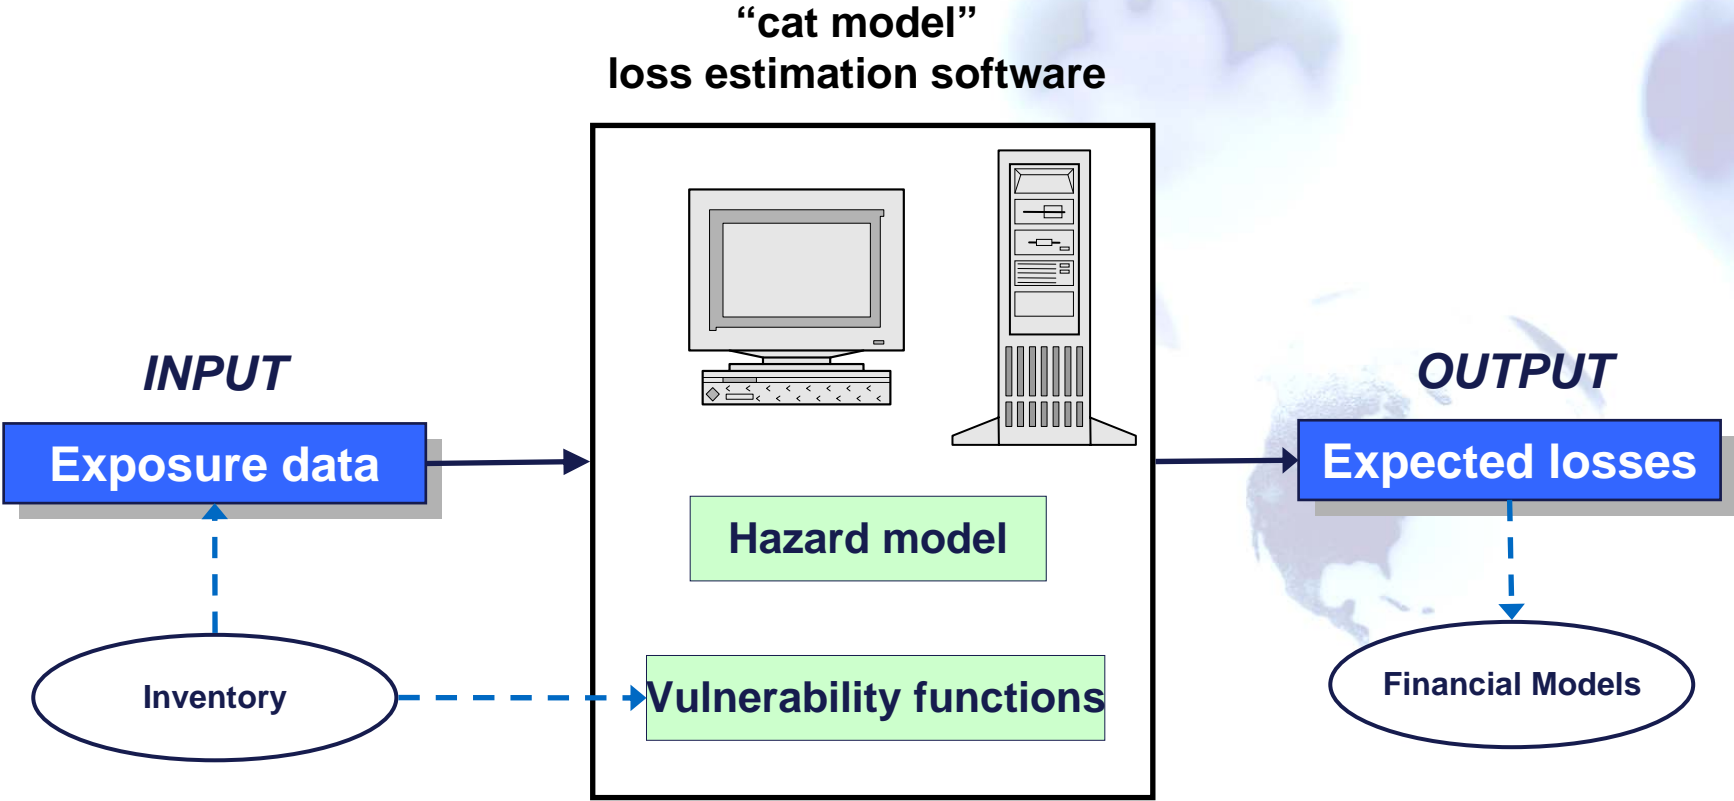 “cat model”
loss estimation software
INPUT
OUTPUT
Exposure data
Expected losses
Hazard model
Inventory
Vulnerability functions
Financial Models